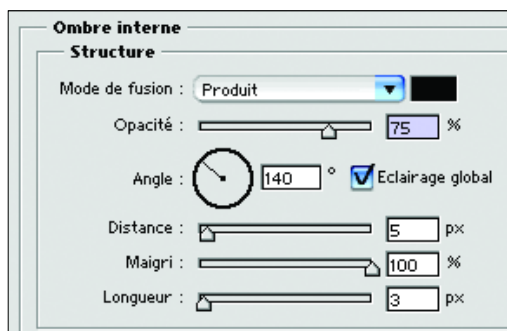 Ombre interne
Structure
Mode de fusion : Produit
Opacité : 75 %
Angle : 140 ° Eclairage global
Distance : 5 px
Maigri : 100 %
Longueur : 3 px